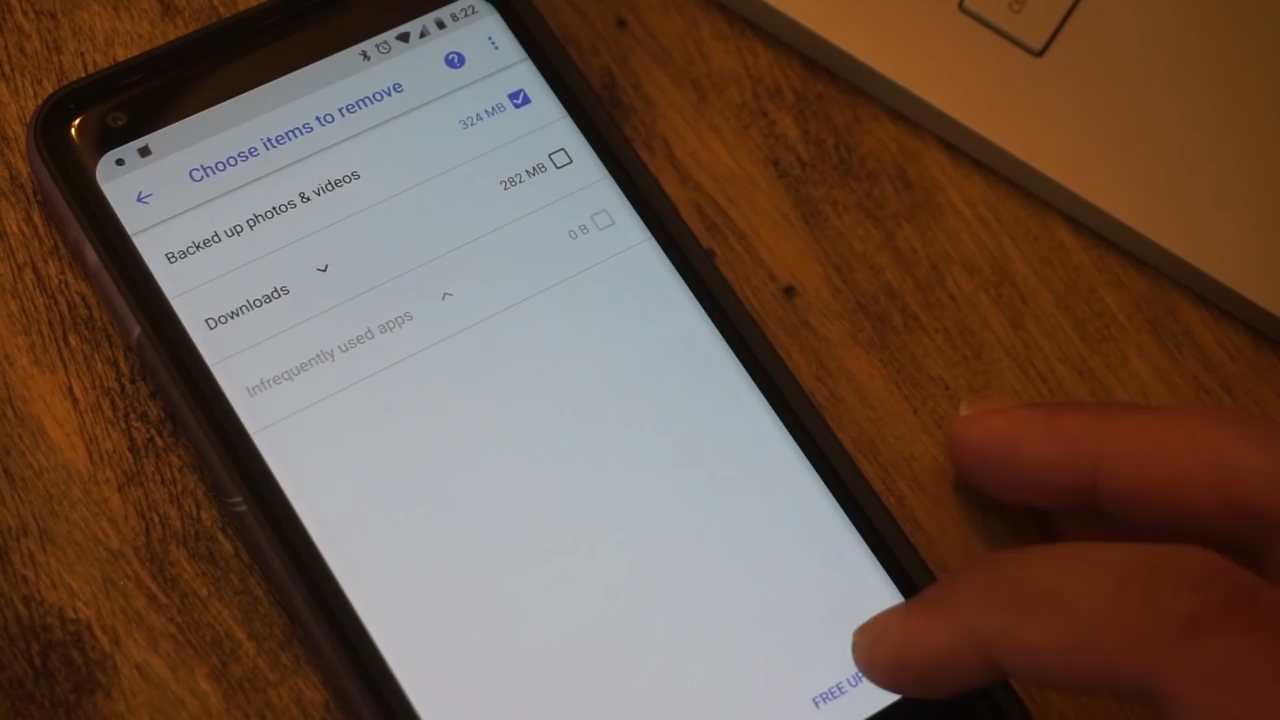 8:22
Choose items to remove
Backed up photos & videos 324 MB
Downloads 282 MB
Infrequently used apps 0 B
FREE UP